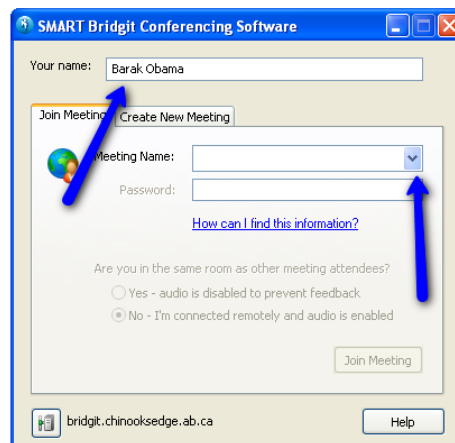 SMART Bridgit Conferencing Software
Your name: Barak Obama
Join Meeting Create New Meeting
Meeting Name:
Password:
How can I find this information?
Are you in the same room as other meeting attendees?
Yes - audio is disabled to prevent feedback
No - I'm connected remotely and audio is enabled
Join Meeting
bridgit.chinooksedge.ab.ca Help